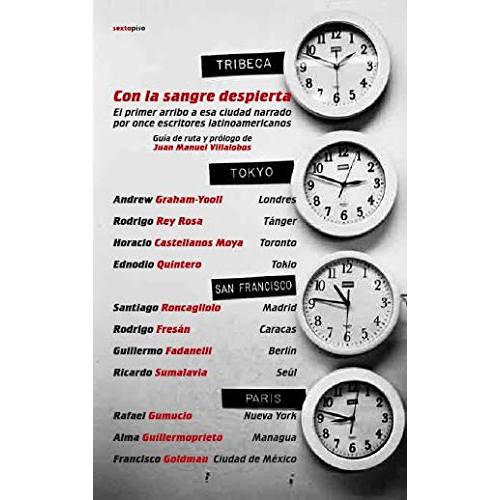 sextopiso
TRIBECA
Con la sangre despierta
El primer arribo a esa ciudad narrado
por once escritores latinoamericanos
Guía de ruta y prólogo de
Juan Manuel Villalobos
TOKYO
Andrew Graham-Yooll Londres
Rodrigo Rey Rosa Tánger
Horacio Castellanos Moya Toronto
Ednodio Quintero Tokio
SAN FRANCISCO
Santiago Roncagliolo Madrid
Rodrigo Fresán Caracas
Guillermo Fadanelli Berlín
Ricardo Sumalavia Seúl
PARIS
Rafael Gumucio Nueva York
Alma Guillermoprieto Managua
Francisco Goldman Ciudad de México